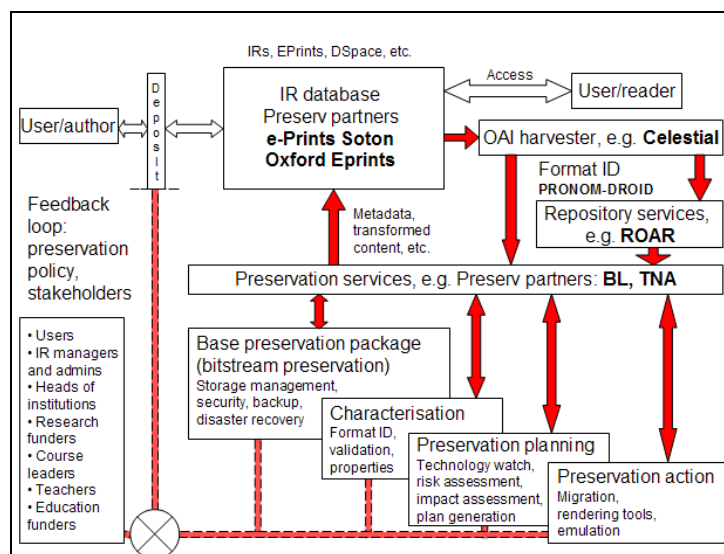 IRs, EPrints, DSpace, etc.
DeposIt
IR database
Preserv partners
e-Prints Soton
Oxford Eprints
Access
User/reader
User/author
OAI harvester, e.g. Celestial
Format ID
PRONOM-DROID
Repository services,
e.g. ROAR
Metadata,
transformed
content, etc.
Feedback
loop:
preservation
policy,
stakeholders
Preservation services, e.g. Preserv partners: BL, TNA
• Users
• IR managers
and admins
• Heads of
institutions
• Research
funders
• Course
leaders
• Teachers
• Education
funders
Base preservation package
(bitstream preservation)
Storage management,
security, backup,
disaster recovery
Characterisation
Format ID,
validation,
properties
Preservation planning
Technology watch,
risk assessment,
impact assessment,
plan generation
Preservation action
Migration,
rendering tools,
emulation